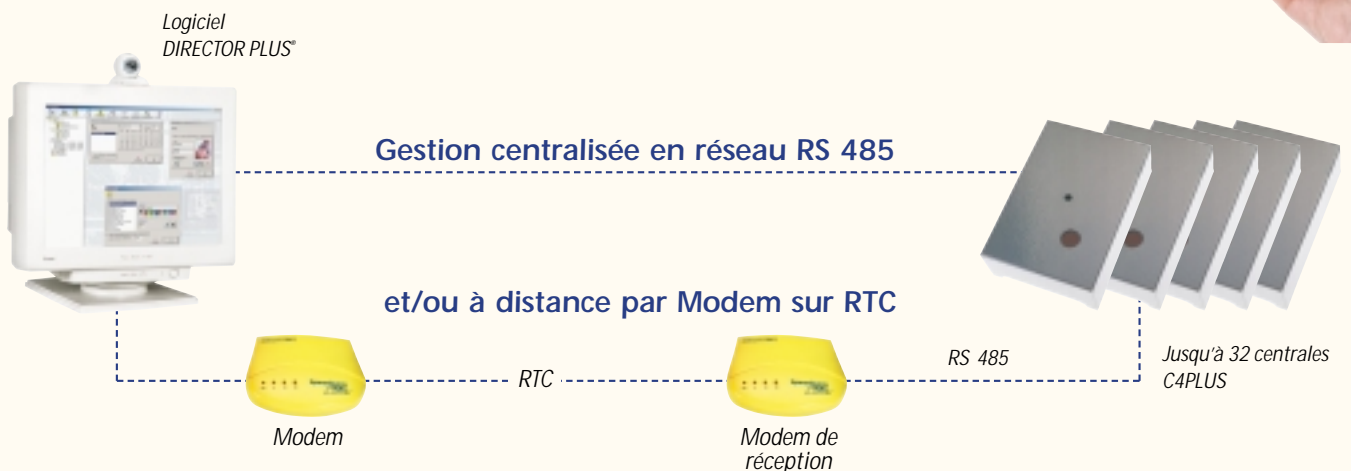 Logiciel
DIRECTOR PLUS®
Gestion centralisée en réseau RS 485
et/ou à distance par Modem sur RTC
RTC
RS 485
Jusqu'à 32 centrales
C4PLUS
Modem
Modem de
réception